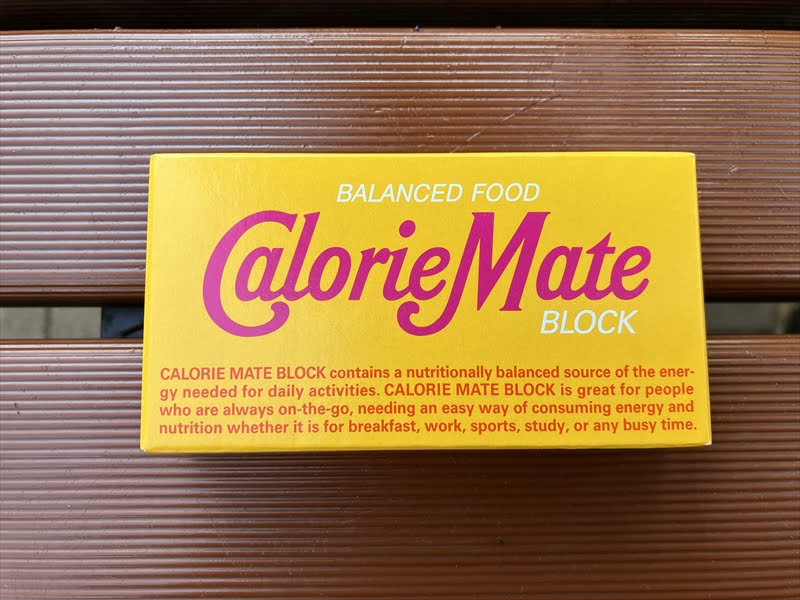 BALANCED FOOD
CalorieMate
BLOCK
CALORIE MATE BLOCK contains a nutritionally balanced source of the ener-
gy needed for daily activities. CALORIE MATE BLOCK is great for people
who are always on-the-go, needing an easy way of consuming energy and
nutrition whether it is for breakfast, work, sports, study, or any busy time.